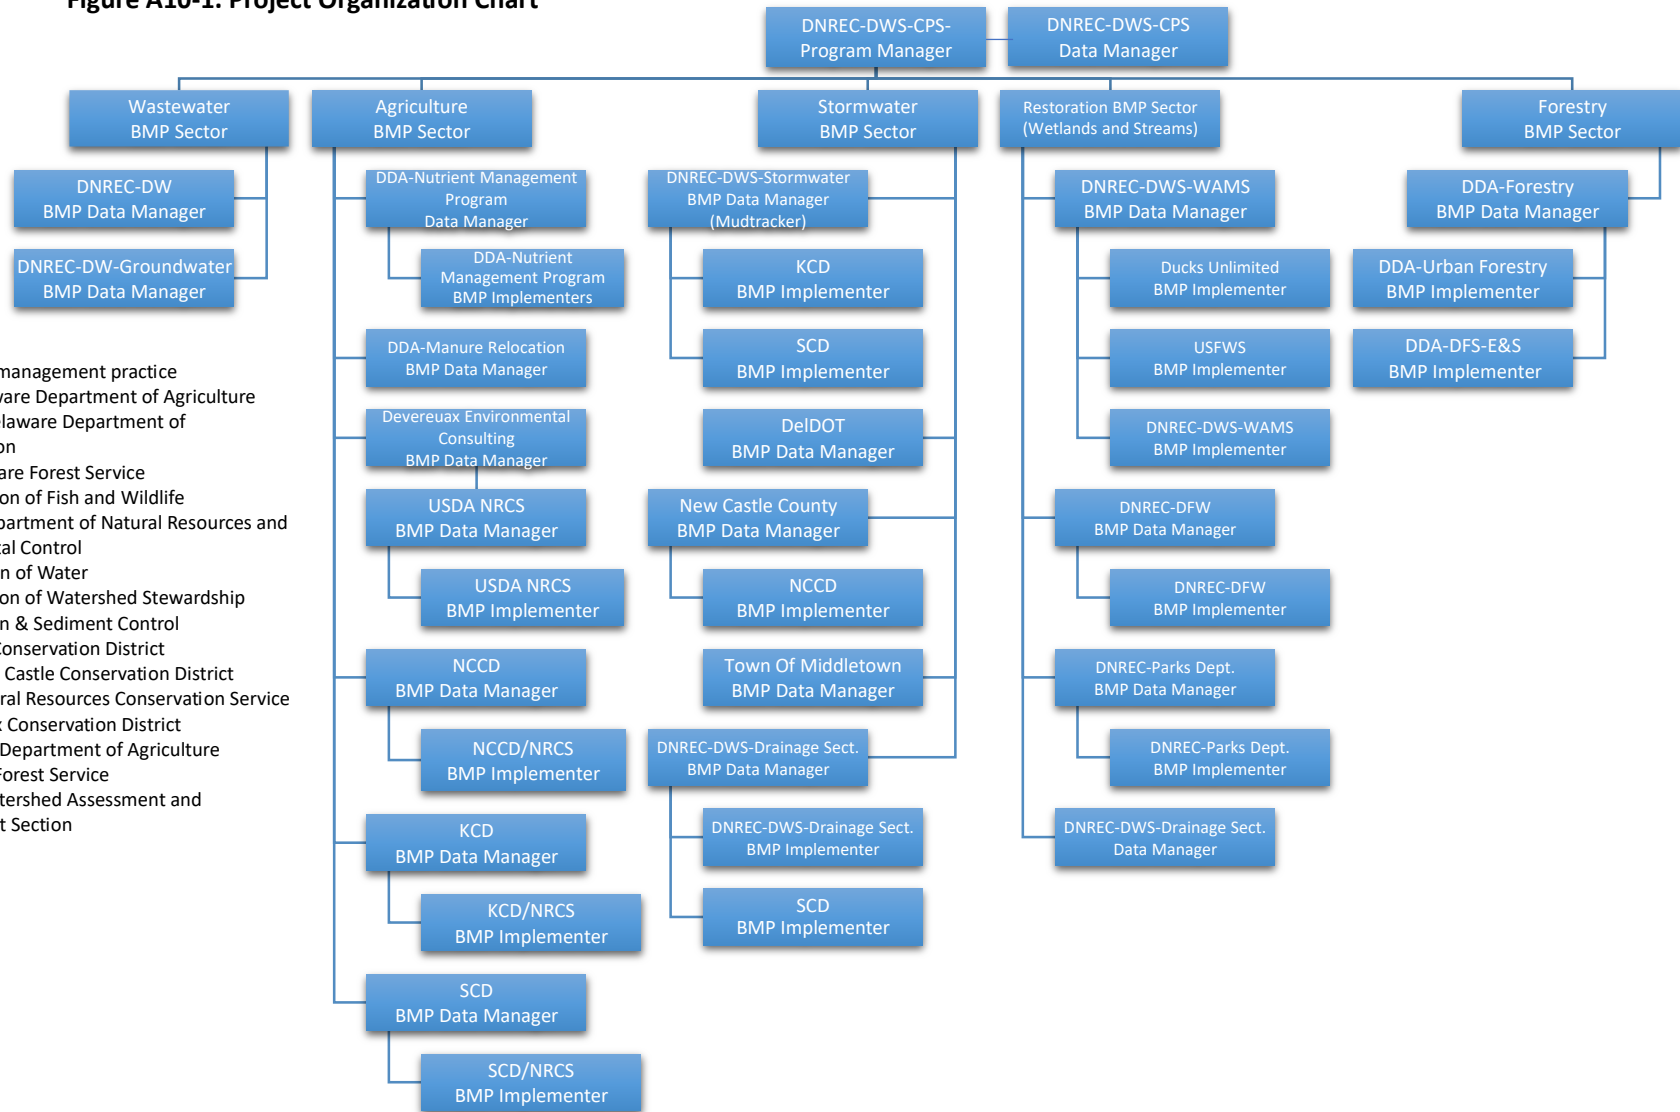 Figure A10-1: Project Organization Chart
DNREC-DWS-CPS-
Program Manager
DNREC-DWS-CPS
Data Manager
Wastewater
BMP Sector
DNREC-DW
BMP Data Manager
DNREC-DW-Groundwater
BMP Data Manager
Agriculture
BMP Sector
DDA-Nutrient Management
Program
Data Manager
DDA-Nutrient
Management Program
BMP Implementers
DDA-Manure Relocation
BMP Data Manager
Devereuax Environmental
Consulting
BMP Data Manager
USDA NRCS
BMP Data Manager
USDA NRCS
BMP Implementer
NCCD
BMP Data Manager
NCCD/NRCS
BMP Implementer
KCD
BMP Data Manager
KCD/NRCS
BMP Implementer
SCD
BMP Data Manager
SCD/NRCS
BMP Implementer
Stormwater
BMP Sector
DNREC-DWS-Stormwater
BMP Data Manager
(Mudtracker)
KCD
BMP Implementer
SCD
BMP Implementer
DelDOT
BMP Data Manager
New Castle County
BMP Data Manager
NCCD
BMP Implementer
Town Of Middletown
BMP Data Manager
DNREC-DWS-Drainage Sect.
BMP Data Manager
DNREC-DWS-Drainage Sect.
BMP Implementer
SCD
BMP Implementer
Restoration BMP Sector
(Wetlands and Streams)
DNREC-DWS-WAMS
BMP Data Manager
Ducks Unlimited
BMP Implementer
USFWS
BMP Implementer
DNREC-DWS-WAMS
BMP Implementer
DNREC-DFW
BMP Data Manager
DNREC-DFW
BMP Implementer
DNREC-Parks Dept.
BMP Data Manager
DNREC-Parks Dept.
BMP Implementer
DNREC-DWS-Drainage Sect.
Data Manager
Forestry
BMP Sector
DDA-Forestry
BMP Data Manager
DDA-Urban Forestry
BMP Implementer
DDA-DFS-E&S
BMP Implementer
management practice
ware Department of Agriculture
elaware Department of
on
are Forest Service
on of Fish and Wildlife
partment of Natural Resources and
tal Control
n of Water
on of Watershed Stewardship
n & Sediment Control
Conservation District
Castle Conservation District
ral Resources Conservation Service
x Conservation District
Department of Agriculture
Forest Service
tershed Assessment and
t Section